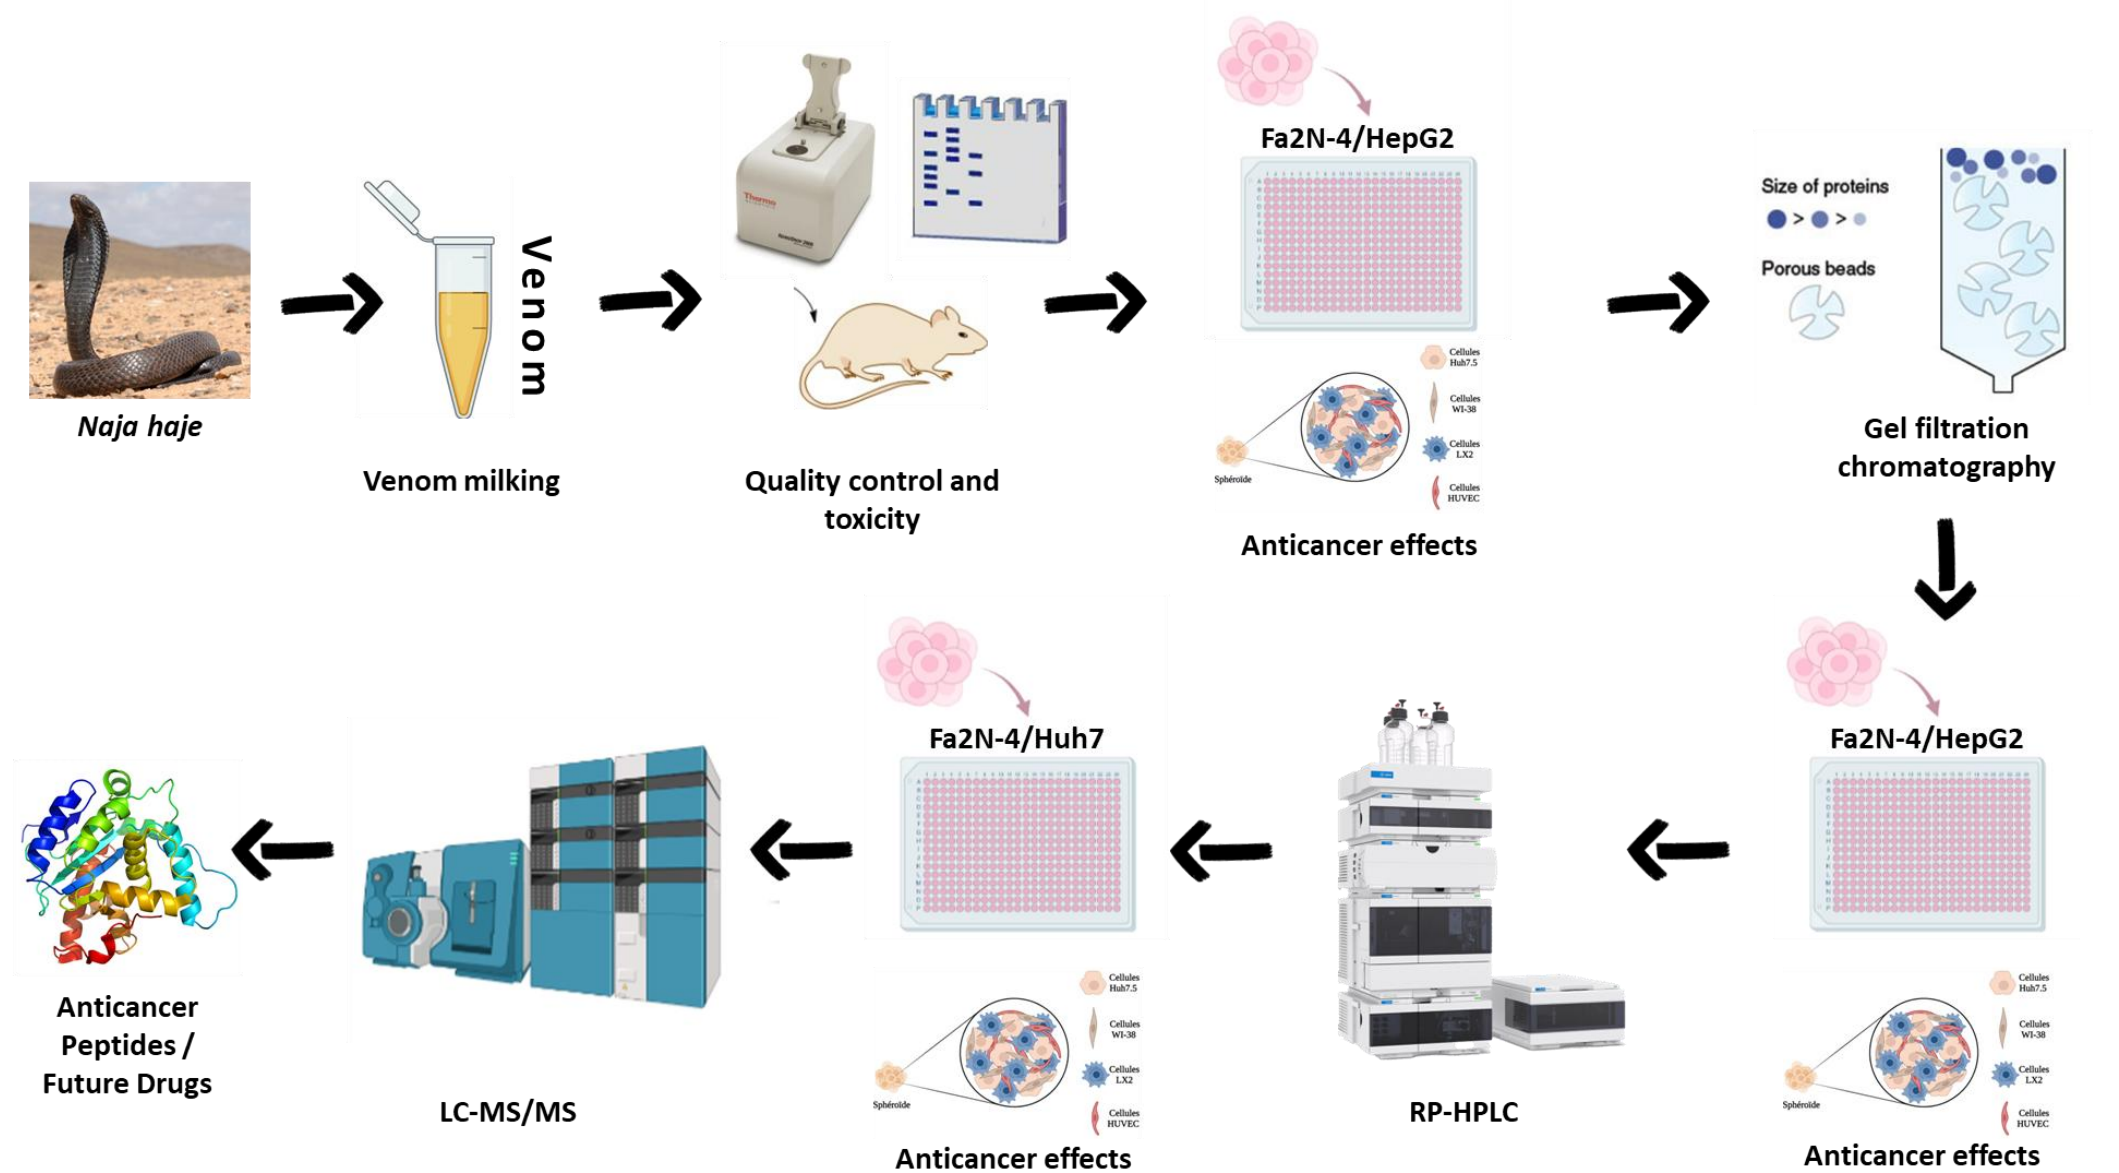 Naja haje
Venom
Venom milking
Thermo
Quality control and
toxicity
Fa2N-4/HepG2
Cellules
Huh7.5
Cellules
WI-38
Cellules
LX2
Cellules
HUVEC
Sphéroïde
Anticancer effects
Size of proteins
> >
Porous beads
Gel filtration
chromatography
Fa2N-4/HepG2
Cellules
Huh7.5
Cellules
WI-38
Cellules
LX2
Cellules
HUVEC
Sphéroïde
Anticancer effects
RP-HPLC
Fa2N-4/Huh7
Cellules
Huh7.5
Cellules
WI-38
Cellules
LX2
Cellules
HUVEC
Sphéroïde
Anticancer effects
LC-MS/MS
Anticancer
Peptides /
Future Drugs